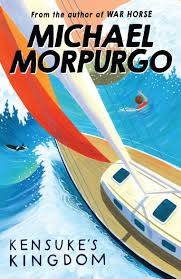 From the author of WAR HORSE
MICHAEL
MORPURGO
KENSUKE'S
KINGDOM